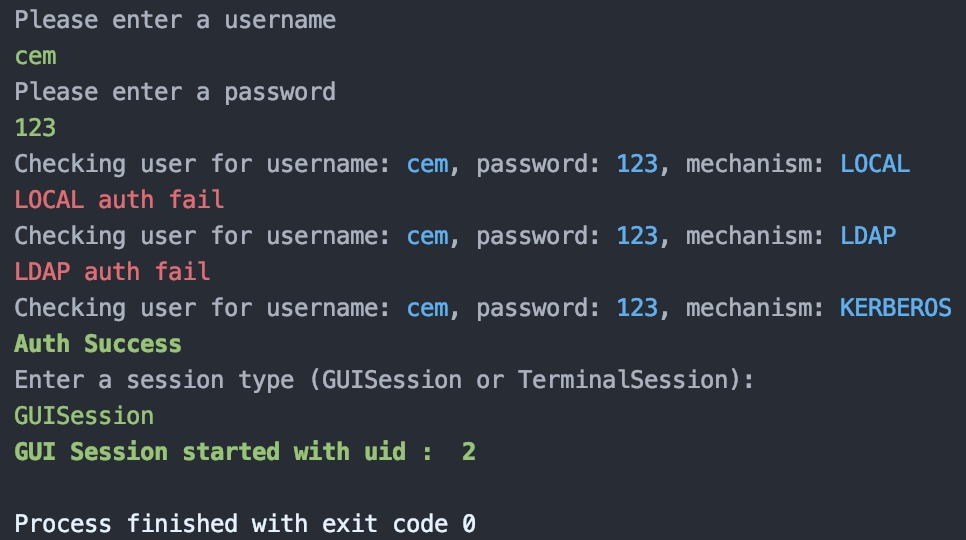 Please enter a username
cem
Please enter a password
123
Checking user for username: cem, password: 123, mechanism: LOCAL
LOCAL auth fail
Checking user for username: cem, password: 123, mechanism: LDAP
LDAP auth fail
Checking user for username: cem, password: 123, mechanism: KERBEROS
Auth Success
Enter a session type (GUISession or TerminalSession):
GUISession
GUI Session started with uid :  2
Process finished with exit code 0